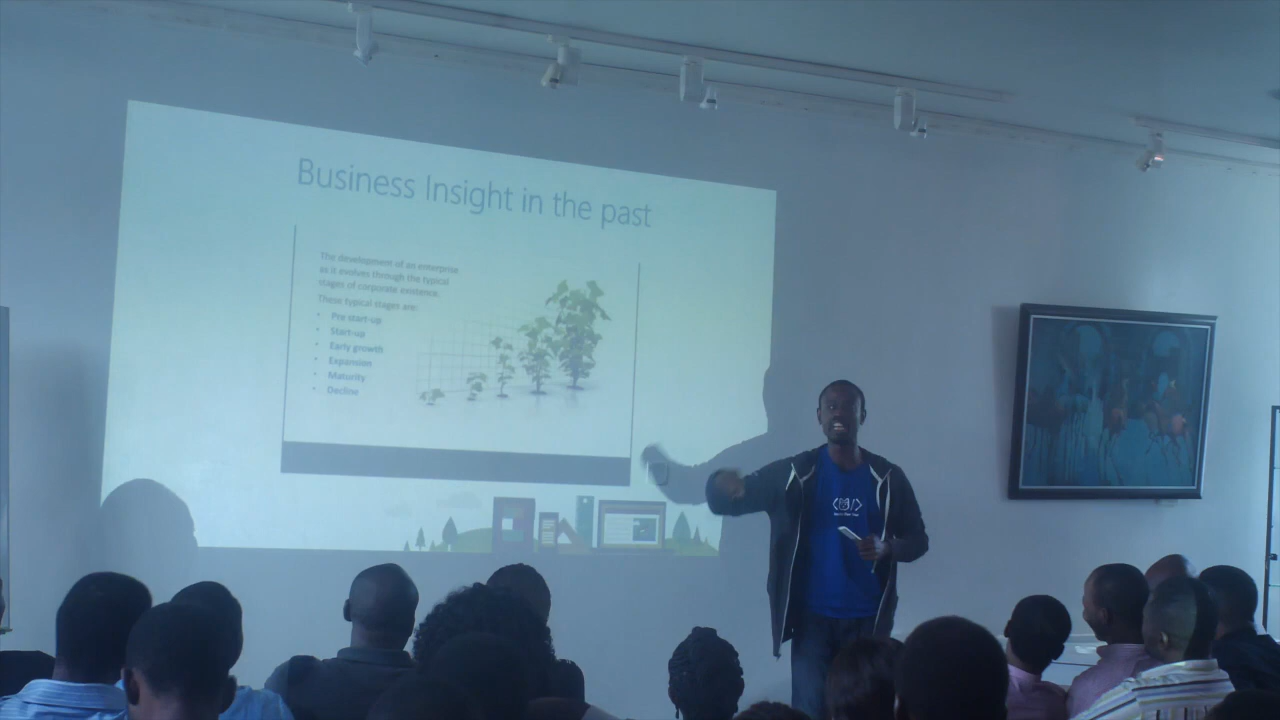 Business Insight in the past
The development of an enterprise
as it evolves through the typical
stages of corporate existence.
These typical stages are:
• Pre start-up
• Start-up
• Early growth
• Expansion
• Maturity
• Decline